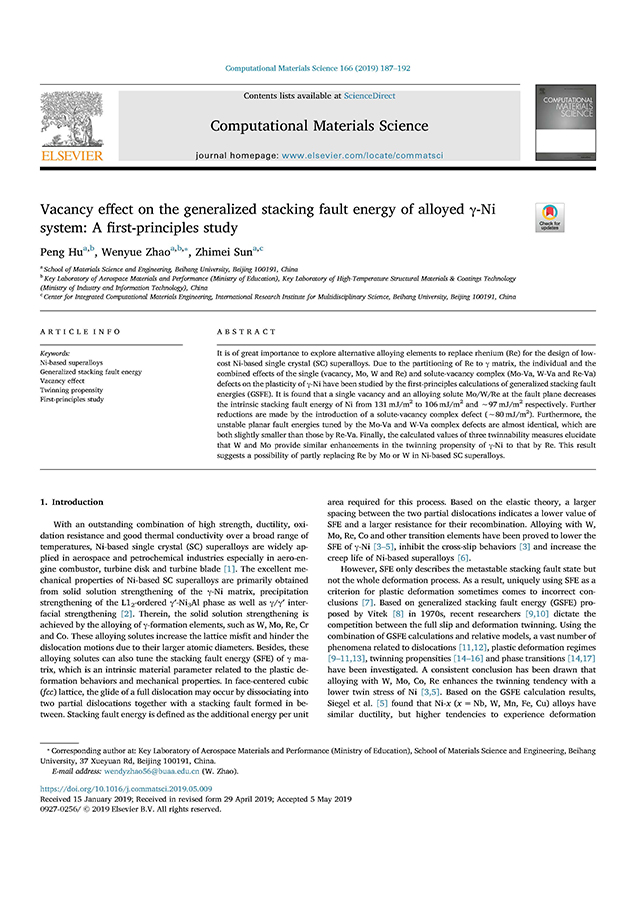 Computational Materials Science 166 (2019) 187–192
Contents lists available at ScienceDirect
Computational Materials Science
journal homepage: www.elsevier.com/locate/commatsci
ELSEVIER
COMPUTATIONAL
MATERIALS
SCIENCE
Vacancy effect on the generalized stacking fault energy of alloyed γ-Ni
system: A first-principles study
Check for
updates
Peng Huᵃ,ᵇ, Wenyue Zhaoᵃ,ᵇ,⁎, Zhimei Sunᵃ,ᶜ
ᵃ School of Materials Science and Engineering, Beihang University, Beijing 100191, China
ᵇ Key Laboratory of Aerospace Materials and Performance (Ministry of Education), Key Laboratory of High-Temperature Structural Materials & Coatings Technology
(Ministry of Industry and Information Technology), China
ᶜ Center for Integrated Computational Materials Engineering, International Research Institute for Multidisciplinary Science, Beihang University, Beijing 100191, China
ARTICLE INFO
Keywords:
Ni-based superalloys
Generalized stacking fault energy
Vacancy effect
Twinning propensity
First-principles study
ABSTRACT
It is of great importance to explore alternative alloying elements to replace rhenium (Re) for the design of low-
cost Ni-based single crystal (SC) superalloys. Due to the partitioning of Re to γ matrix, the individual and the
combined effects of the single (vacancy, Mo, W and Re) and solute-vacancy complex (Mo-Va, W-Va and Re-Va)
defects on the plasticity of γ-Ni have been studied by the first-principles calculations of generalized stacking fault
energies (GSFE). It is found that a single vacancy and an alloying solute Mo/W/Re at the fault plane decreases
the intrinsic stacking fault energy of Ni from 131 mJ/m² to 106 mJ/m² and ~97 mJ/m² respectively. Further
reductions are made by the introduction of a solute-vacancy complex defect (~80 mJ/m²). Furthermore, the
unstable planar fault energies tuned by the Mo-Va and W-Va complex defects are almost identical, which are
both slightly smaller than those by Re-Va. Finally, the calculated values of three twinnability measures elucidate
that W and Mo provide similar enhancements in the twinning propensity of γ-Ni to that by Re. This result
suggests a possibility of partly replacing Re by Mo or W in Ni-based SC superalloys.
1. Introduction
With an outstanding combination of high strength, ductility, oxi-
dation resistance and good thermal conductivity over a broad range of
temperatures, Ni-based single crystal (SC) superalloys are widely ap-
plied in aerospace and petrochemical industries especially in aero-en-
gine combustor, turbine disk and turbine blade [1]. The excellent me-
chanical properties of Ni-based SC superalloys are primarily obtained
from solid solution strengthening of the γ-Ni matrix, precipitation
strengthening of the L1₂-ordered γ′-Ni₃Al phase as well as γ/γ′ inter-
facial strengthening [2]. Therein, the solid solution strengthening is
achieved by the alloying of γ-formation elements, such as W, Mo, Re, Cr
and Co. These alloying solutes increase the lattice misfit and hinder the
dislocation motions due to their larger atomic diameters. Besides, these
alloying solutes can also tune the stacking fault energy (SFE) of γ ma-
trix, which is an intrinsic material parameter related to the plastic de-
formation behaviors and mechanical properties. In face-centered cubic
(fcc) lattice, the glide of a full dislocation may occur by dissociating into
two partial dislocations together with a stacking fault formed in be-
tween. Stacking fault energy is defined as the additional energy per unit
area required for this process. Based on the elastic theory, a larger
spacing between the two partial dislocations indicates a lower value of
SFE and a larger resistance for their recombination. Alloying with W,
Mo, Re, Co and other transition elements have been proved to lower the
SFE of γ-Ni [3–5], inhibit the cross-slip behaviors [3] and increase the
creep life of Ni-based superalloys [6].
However, SFE only describes the metastable stacking fault state but
not the whole deformation process. As a result, uniquely using SFE as a
criterion for plastic deformation sometimes comes to incorrect con-
clusions [7]. Based on generalized stacking fault energy (GSFE) pro-
posed by Vitek [8] in 1970s, recent researchers [9,10] dictate the
competition between the full slip and deformation twinning. Using the
combination of GSFE calculations and relative models, a vast number of
phenomena related to dislocations [11,12], plastic deformation regimes
[9–11,13], twinning propensities [14–16] and phase transitions [14,17]
have been investigated. A consistent conclusion has been drawn that
alloying with W, Mo, Co, Re enhances the twinning tendency with a
lower twin stress of Ni [3,5]. Based on the GSFE calculation results,
Siegel et al. [5] found that Ni-x (x = Nb, W, Mn, Fe, Cu) alloys have
similar ductility, but higher tendencies to experience deformation
⁎ Corresponding author at: Key Laboratory of Aerospace Materials and Performance (Ministry of Education), School of Materials Science and Engineering, Beihang
University, 37 Xueyuan Rd, Beijing 100191, China.
E-mail address: wendyzhao56@buaa.edu.cn (W. Zhao).
https://doi.org/10.1016/j.commatsci.2019.05.009
Received 15 January 2019; Received in revised form 29 April 2019; Accepted 5 May 2019
0927-0256/ © 2019 Elsevier B.V. All rights reserved.